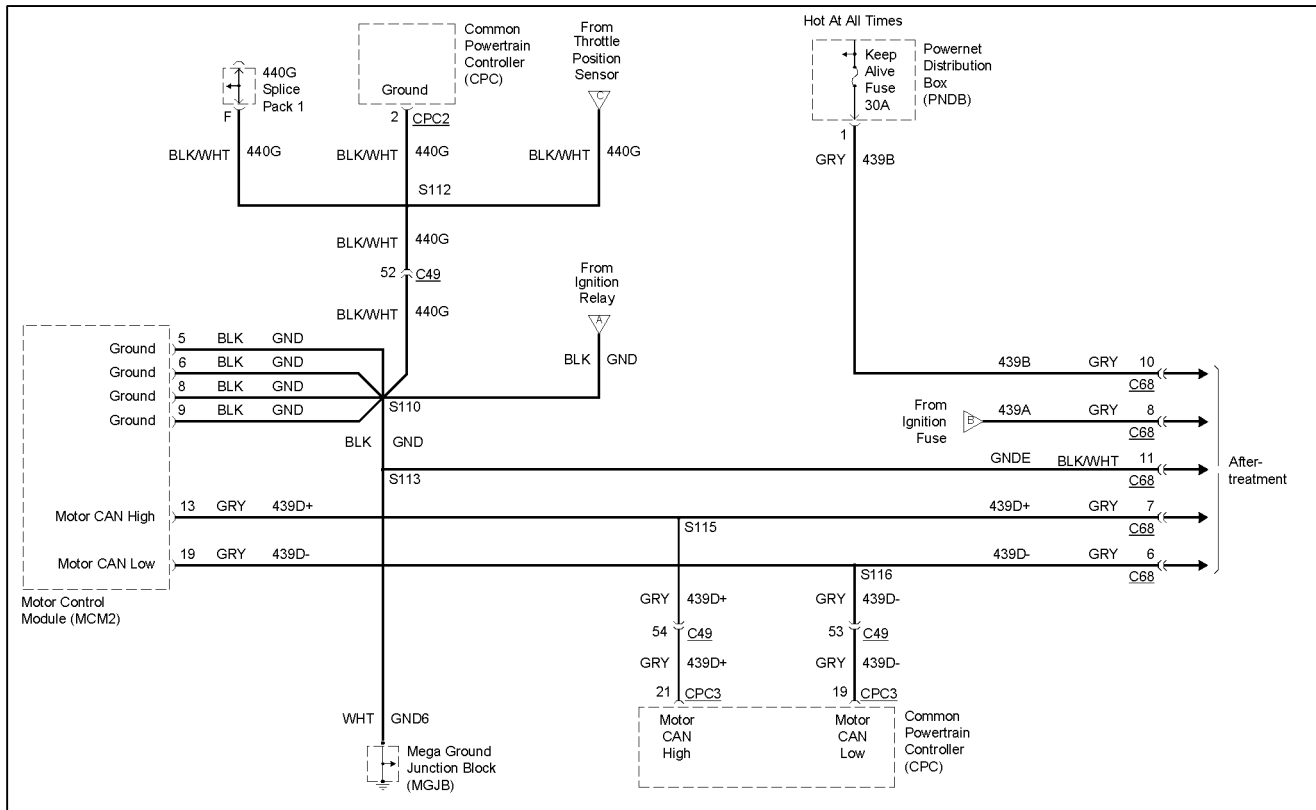 Hot At All Times
Keep
Alive
Fuse
30A
Powernet
Distribution
Box
(PNDB)
1
GRY 439B
440G
Splice
Pack 1
F
BLK/WHT 440G
Common
Powertrain
Controller
(CPC)
Ground
2 CPC2
BLK/WHT 440G
From
Throttle
Position
Sensor
C
BLK/WHT 440G
S112
BLK/WHT 440G
52 C49
BLK/WHT 440G
From
Ignition
Relay
A
BLK GND
Ground 5 BLK GND
Ground 6 BLK GND
Ground 8 BLK GND
Ground 9 BLK GND
S110
BLK GND
S113
Motor CAN High 13 GRY 439D+
Motor CAN Low 19 GRY 439D-
Motor Control
Module (MCM2)
439B GRY 10
C68
From
Ignition
Fuse
B
439A GRY 8
C68
GNDE BLK/WHT 11
C68
S115
439D+ GRY 7
C68
439D- GRY 6
C68
S116
After-
treatment
GRY 439D+
54 C49
GRY 439D+
21 CPC3
GRY 439D-
53 C49
GRY 439D-
19 CPC3
Motor
CAN
High
Motor
CAN
Low
Common
Powertrain
Controller
(CPC)
WHT GND6
Mega Ground
Junction Block
(MGJB)